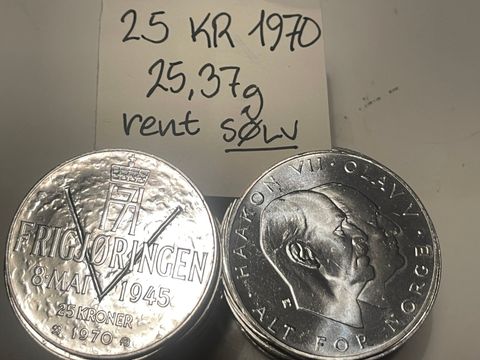 25 KR 1970
25,37g
rent sølv
FRIGJØRINGEN
8 MAI 1945
25 KRONER
1970
HAAKON VII · OLAV V
ALT FOR NORGE